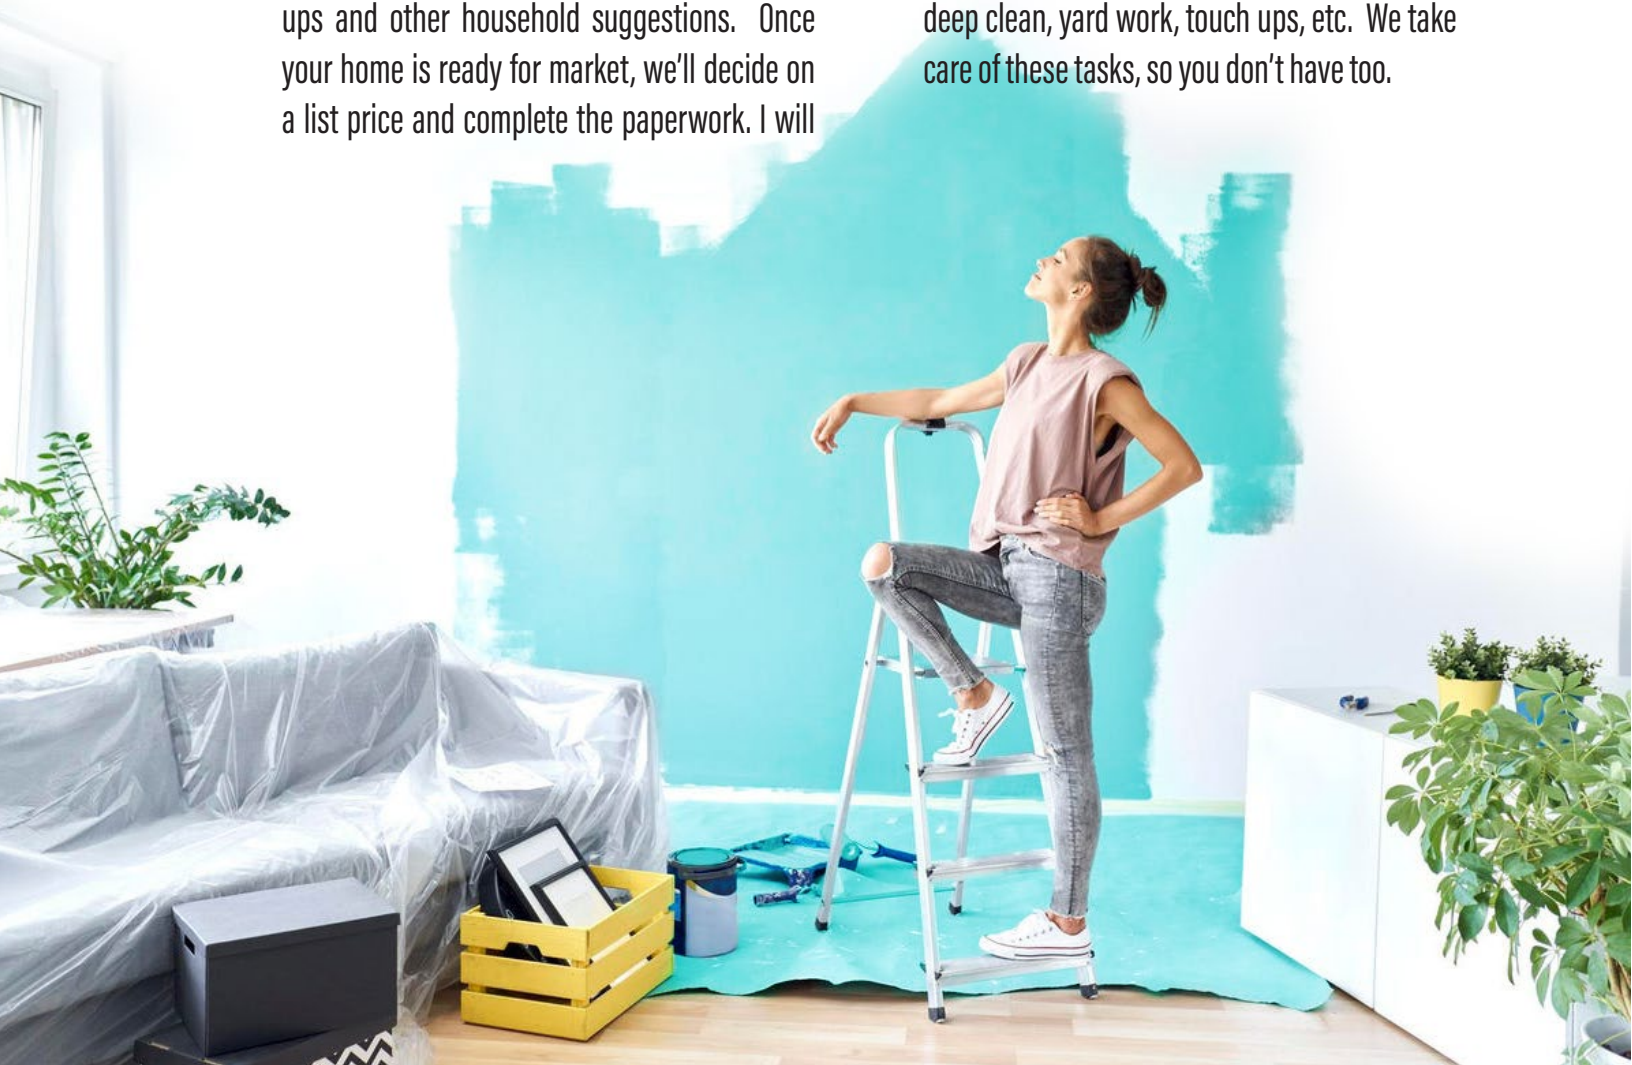 ups and other household suggestions.  Once
your home is ready for market, we'll decide on
a list price and complete the paperwork. I will
deep clean, yard work, touch ups, etc.  We take
care of these tasks, so you don't have too.